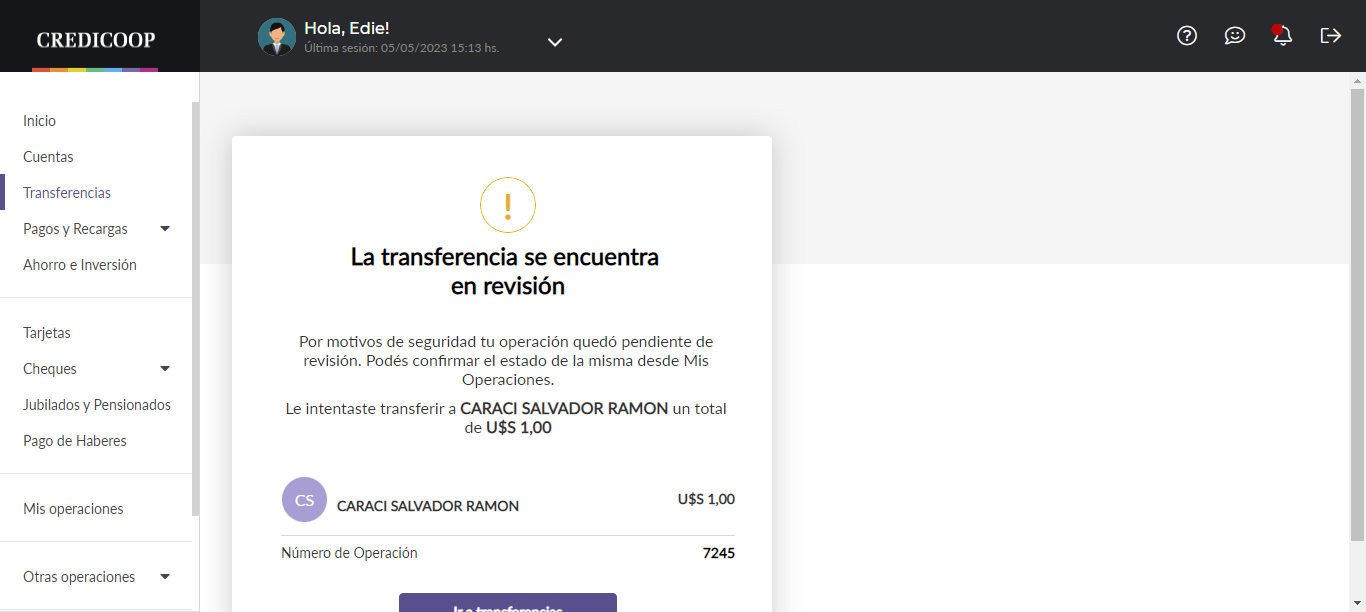 CREDICOOP
Hola, Edie!
Última sesión: 05/05/2023 15:13 hs.
Inicio
Cuentas
Transferencias
Pagos y Recargas
Ahorro e Inversión
Tarjetas
Cheques
Jubilados y Pensionados
Pago de Haberes
Mis operaciones
Otras operaciones
!
La transferencia se encuentra
en revisión
Por motivos de seguridad tu operación quedó pendiente de
revisión. Podés confirmar el estado de la misma desde Mis
Operaciones.
Le intentaste transferir a CARACI SALVADOR RAMON un total
de U$S 1,00
CS CARACI SALVADOR RAMON U$S 1,00
Número de Operación 7245
Ir a transferencias